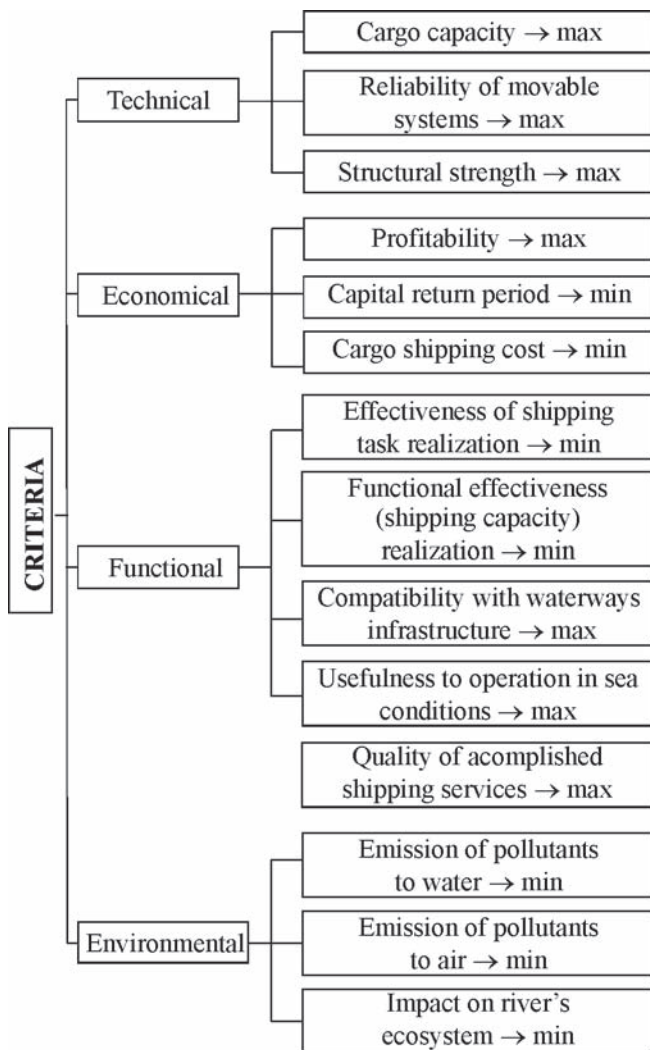 CRITERIA
Technical
Cargo capacity → max
Reliability of movable
systems → max
Structural strength → max
Economical
Profitability → max
Capital return period → min
Cargo shipping cost → min
Functional
Effectiveness of shipping
task realization → min
Functional effectiveness
(shipping capacity)
realization → min
Compatibility with waterways
infrastructure → max
Usefulness to operation in sea
conditions → max
Quality of acomplished
shipping services → max
Environmental
Emission of pollutants
to water → min
Emission of pollutants
to air → min
Impact on river's
ecosystem → min